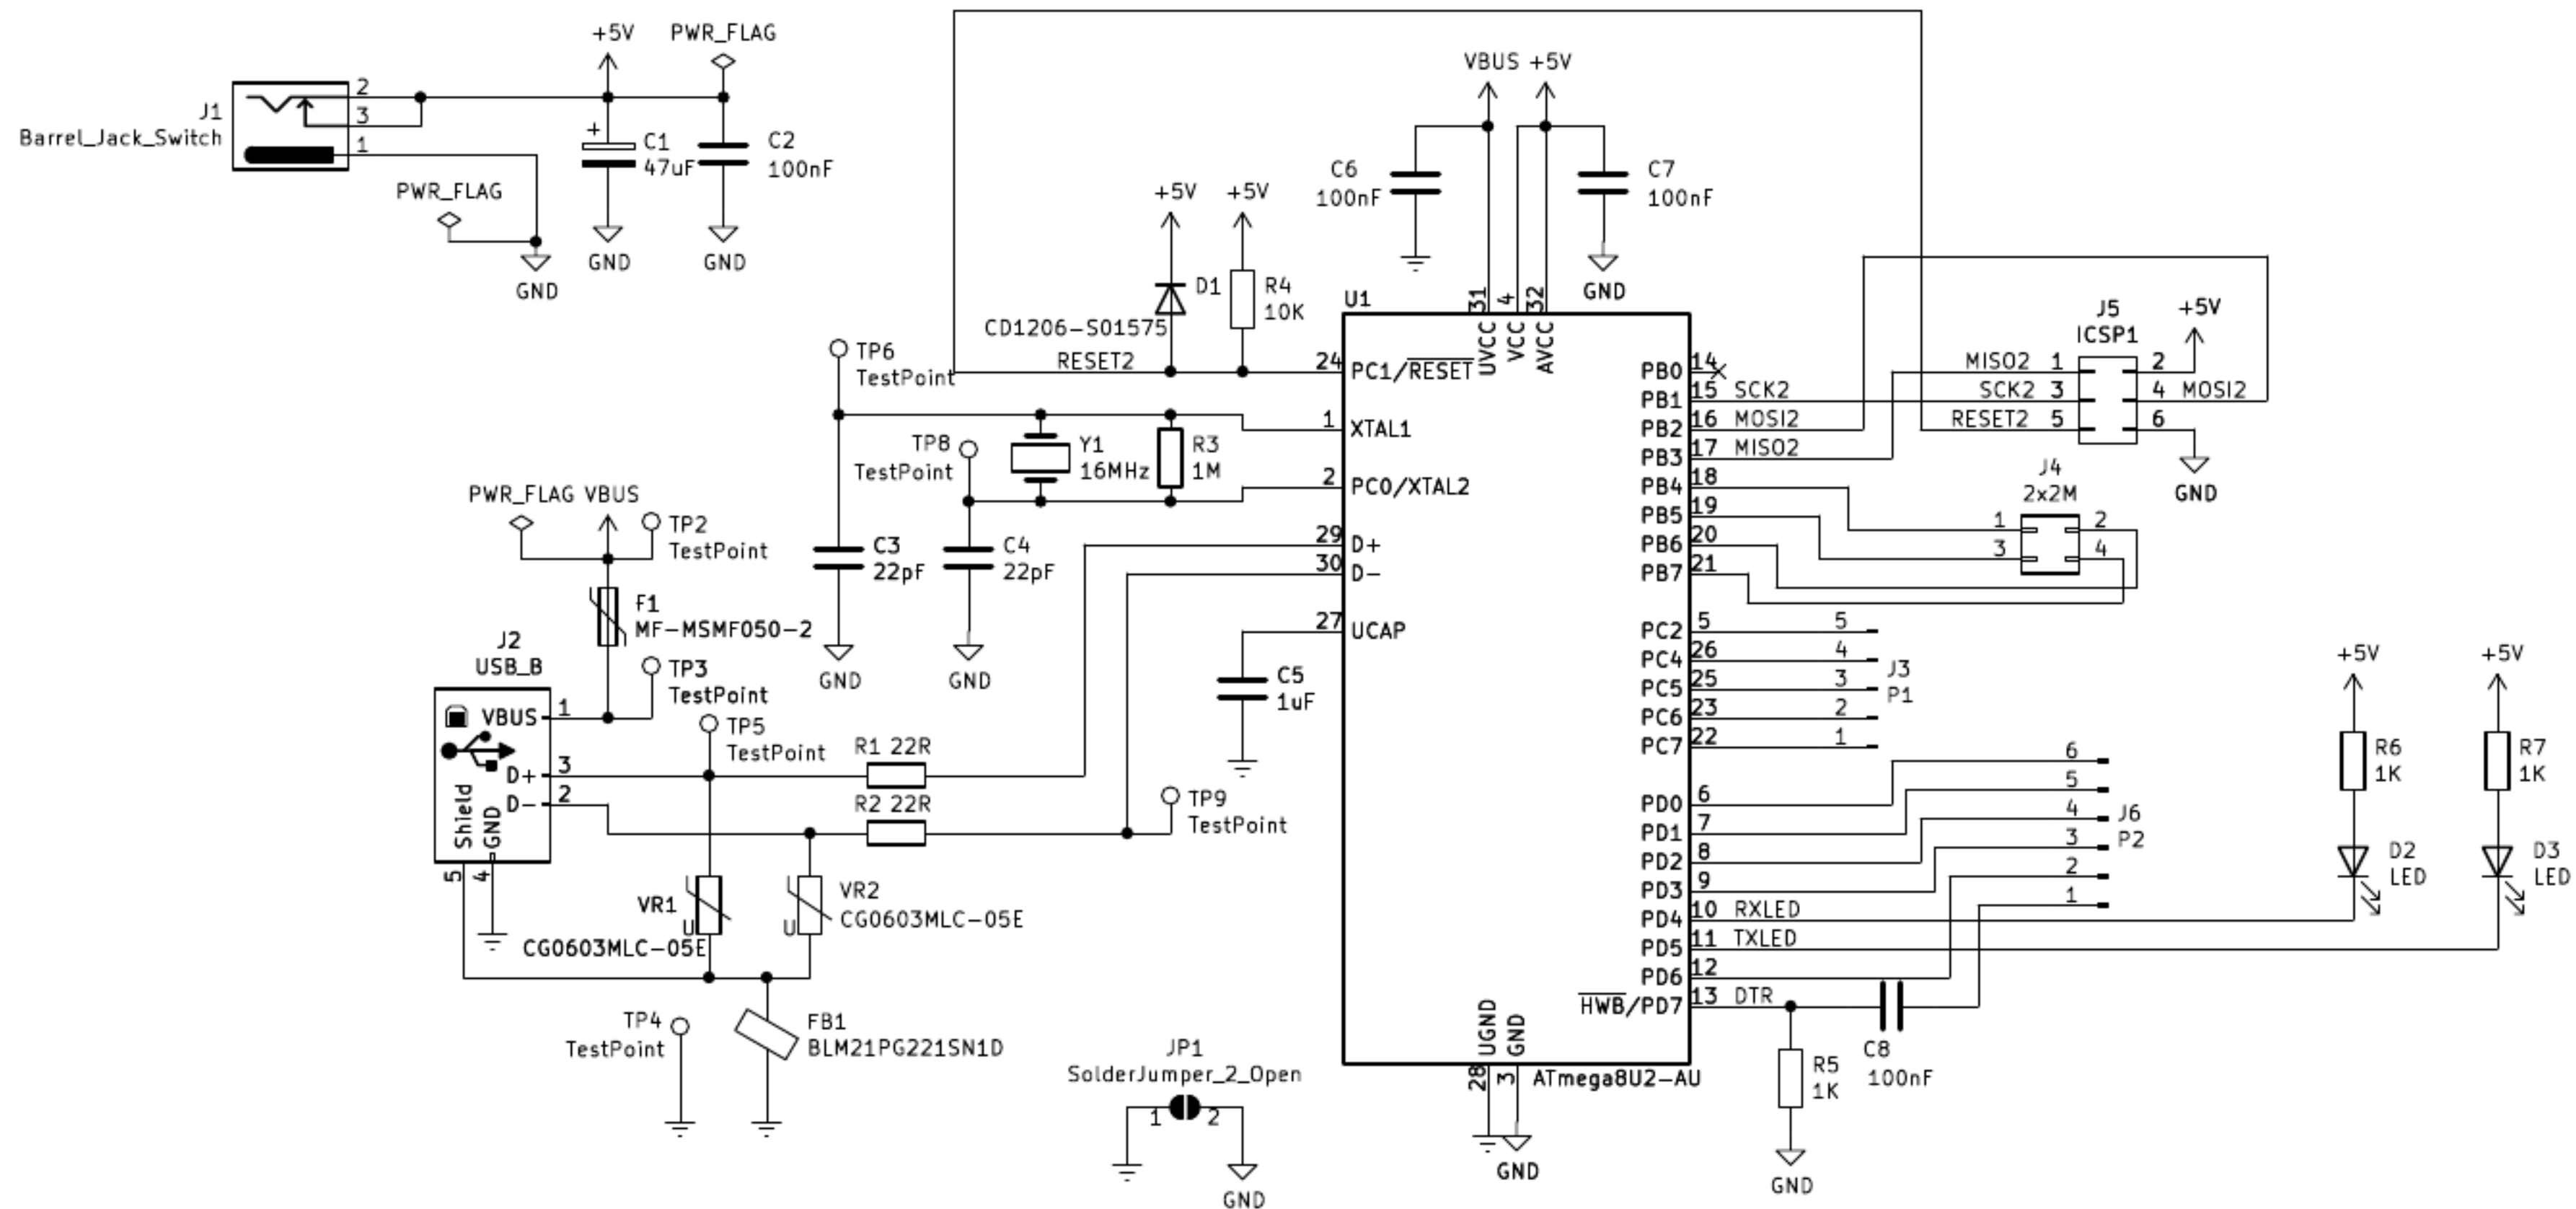 +5V PWR_FLAG
J1
Barrel_Jack_Switch
2
3
1
+
C1
47uF
C2
100nF
PWR_FLAG
GND
GND
GND
VBUS +5V
C6
100nF
C7
100nF
GND
+5V +5V
D1
CD1206-S01575
R4
10K
RESET2
TP6
TestPoint
TP8
TestPoint
Y1
16MHz
R3
1M
C3
22pF
C4
22pF
GND
GND
PWR_FLAG VBUS
TP2
TestPoint
F1
MF-MSMF050-2
J2
USB_B
TP3
TestPoint
VBUS
1
D+
3
D-
2
Shield
GND
5
4
TP5
TestPoint
R1 22R
R2 22R
TP9
TestPoint
VR1
U
CG0603MLC-05E
VR2
U
CG0603MLC-05E
TP4
TestPoint
FB1
BLM21PG221SN1D
C5
1uF
JP1
SolderJumper_2_Open
1
2
GND
U1
31
4
32
UVCC
VCC
AVCC
24
PC1/RESET
1
XTAL1
2
PC0/XTAL2
29
D+
30
D-
27
UCAP
PB0
14
PB1
15
SCK2
PB2
16
MOSI2
PB3
17
MISO2
PB4
18
PB5
19
PB6
20
PB7
21
PC2
5
PC4
26
PC5
25
PC6
23
PC7
22
PD0
6
PD1
7
PD2
8
PD3
9
PD4
10
RXLED
PD5
11
TXLED
PD6
12
HWB/PD7
13
DTR
UGND
GND
28
3
ATmega8U2-AU
GND
J5
ICSP1
+5V
MISO2 1
2
SCK2 3
4 MOSI2
RESET2 5
6
GND
J4
2x2M
1
2
3
4
5
4
3
2
1
J3
P1
6
5
4
3
2
1
J6
P2
C8
100nF
R5
1K
GND
+5V
R6
1K
D2
LED
+5V
R7
1K
D3
LED